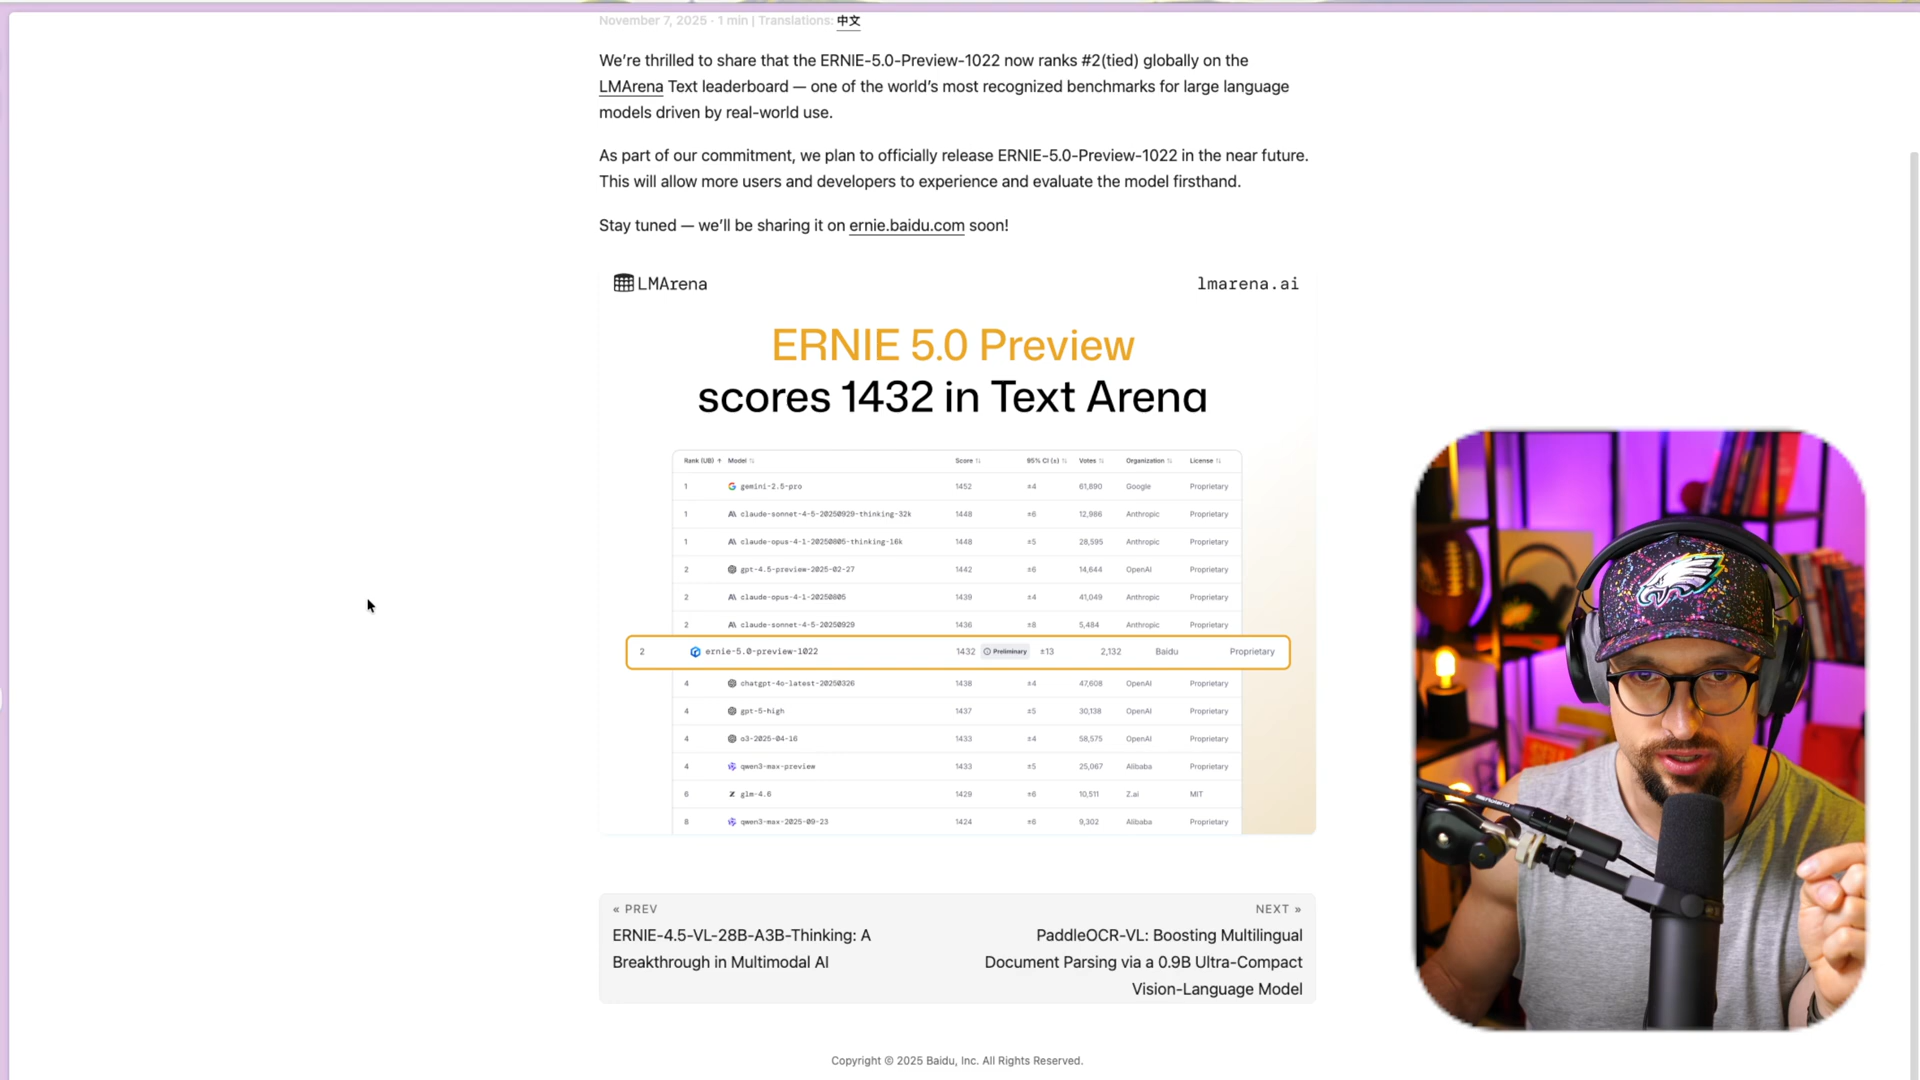 November 7, 2025 · 1 min | Translations: 中文
We're thrilled to share that the ERNIE-5.0-Preview-1022 now ranks #2(tied) globally on the
LMArena Text leaderboard — one of the world's most recognized benchmarks for large language
models driven by real-world use.
As part of our commitment, we plan to officially release ERNIE-5.0-Preview-1022 in the near future.
This will allow more users and developers to experience and evaluate the model firsthand.
Stay tuned — we'll be sharing it on ernie.baidu.com soon!
LMArena
lmarena.ai
ERNIE 5.0 Preview
scores 1432 in Text Arena
Rank (UB) ↑ Model Score 95% CI (±) Votes Organization License
1 gemini-2.5-pro 1452 ±4 61,890 Google Proprietary
1 claude-sonnet-4-5-20250929-thinking-32k 1448 ±6 12,986 Anthropic Proprietary
1 claude-opus-4-1-20250805-thinking-16k 1448 ±5 28,595 Anthropic Proprietary
2 gpt-4.5-preview-2025-02-27 1442 ±6 14,644 OpenAI Proprietary
2 claude-opus-4-1-20250805 1439 ±4 41,049 Anthropic Proprietary
2 claude-sonnet-4-5-20250929 1436 ±8 5,484 Anthropic Proprietary
2 ernie-5.0-preview-1022 1432 Preliminary ±13 2,132 Baidu Proprietary
4 chatgpt-4o-latest-20250326 1438 ±4 47,608 OpenAI Proprietary
4 gpt-5-high 1437 ±5 30,138 OpenAI Proprietary
4 o3-2025-04-16 1433 ±4 58,575 OpenAI Proprietary
4 qwen3-max-preview 1433 ±5 25,067 Alibaba Proprietary
6 glm-4.6 1429 ±6 10,511 Z.ai MIT
8 qwen3-max-2025-09-23 1424 ±6 9,302 Alibaba Proprietary
« PREV
ERNIE-4.5-VL-28B-A3B-Thinking: A
Breakthrough in Multimodal AI
NEXT »
PaddleOCR-VL: Boosting Multilingual
Document Parsing via a 0.9B Ultra-Compact
Vision-Language Model
Copyright © 2025 Baidu, Inc. All Rights Reserved.